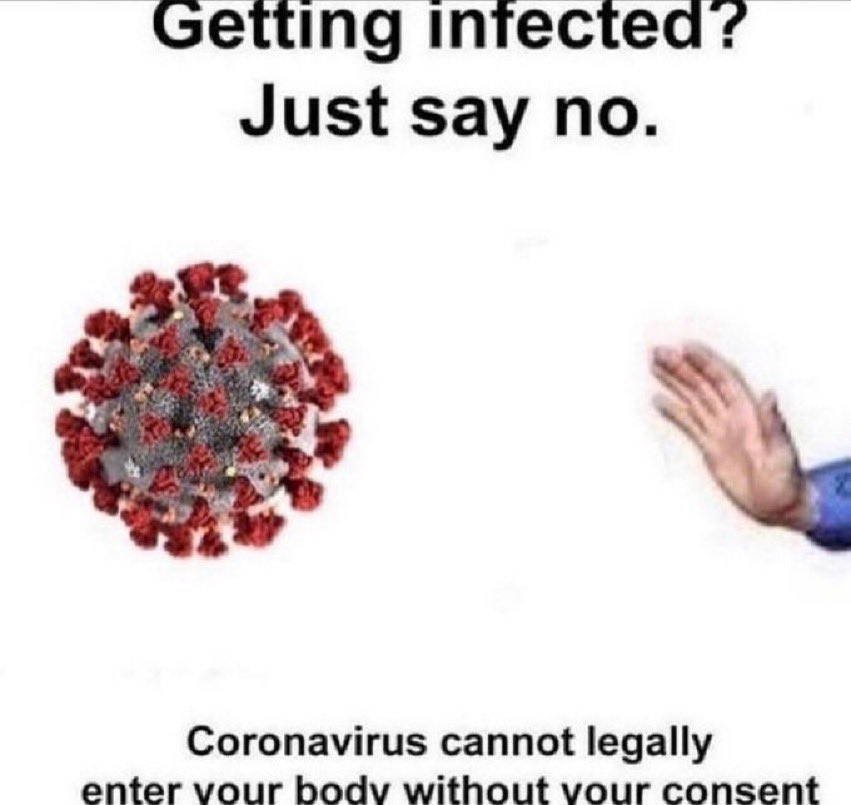 Getting infected?
Just say no.
Coronavirus cannot legally
enter your body without your consent